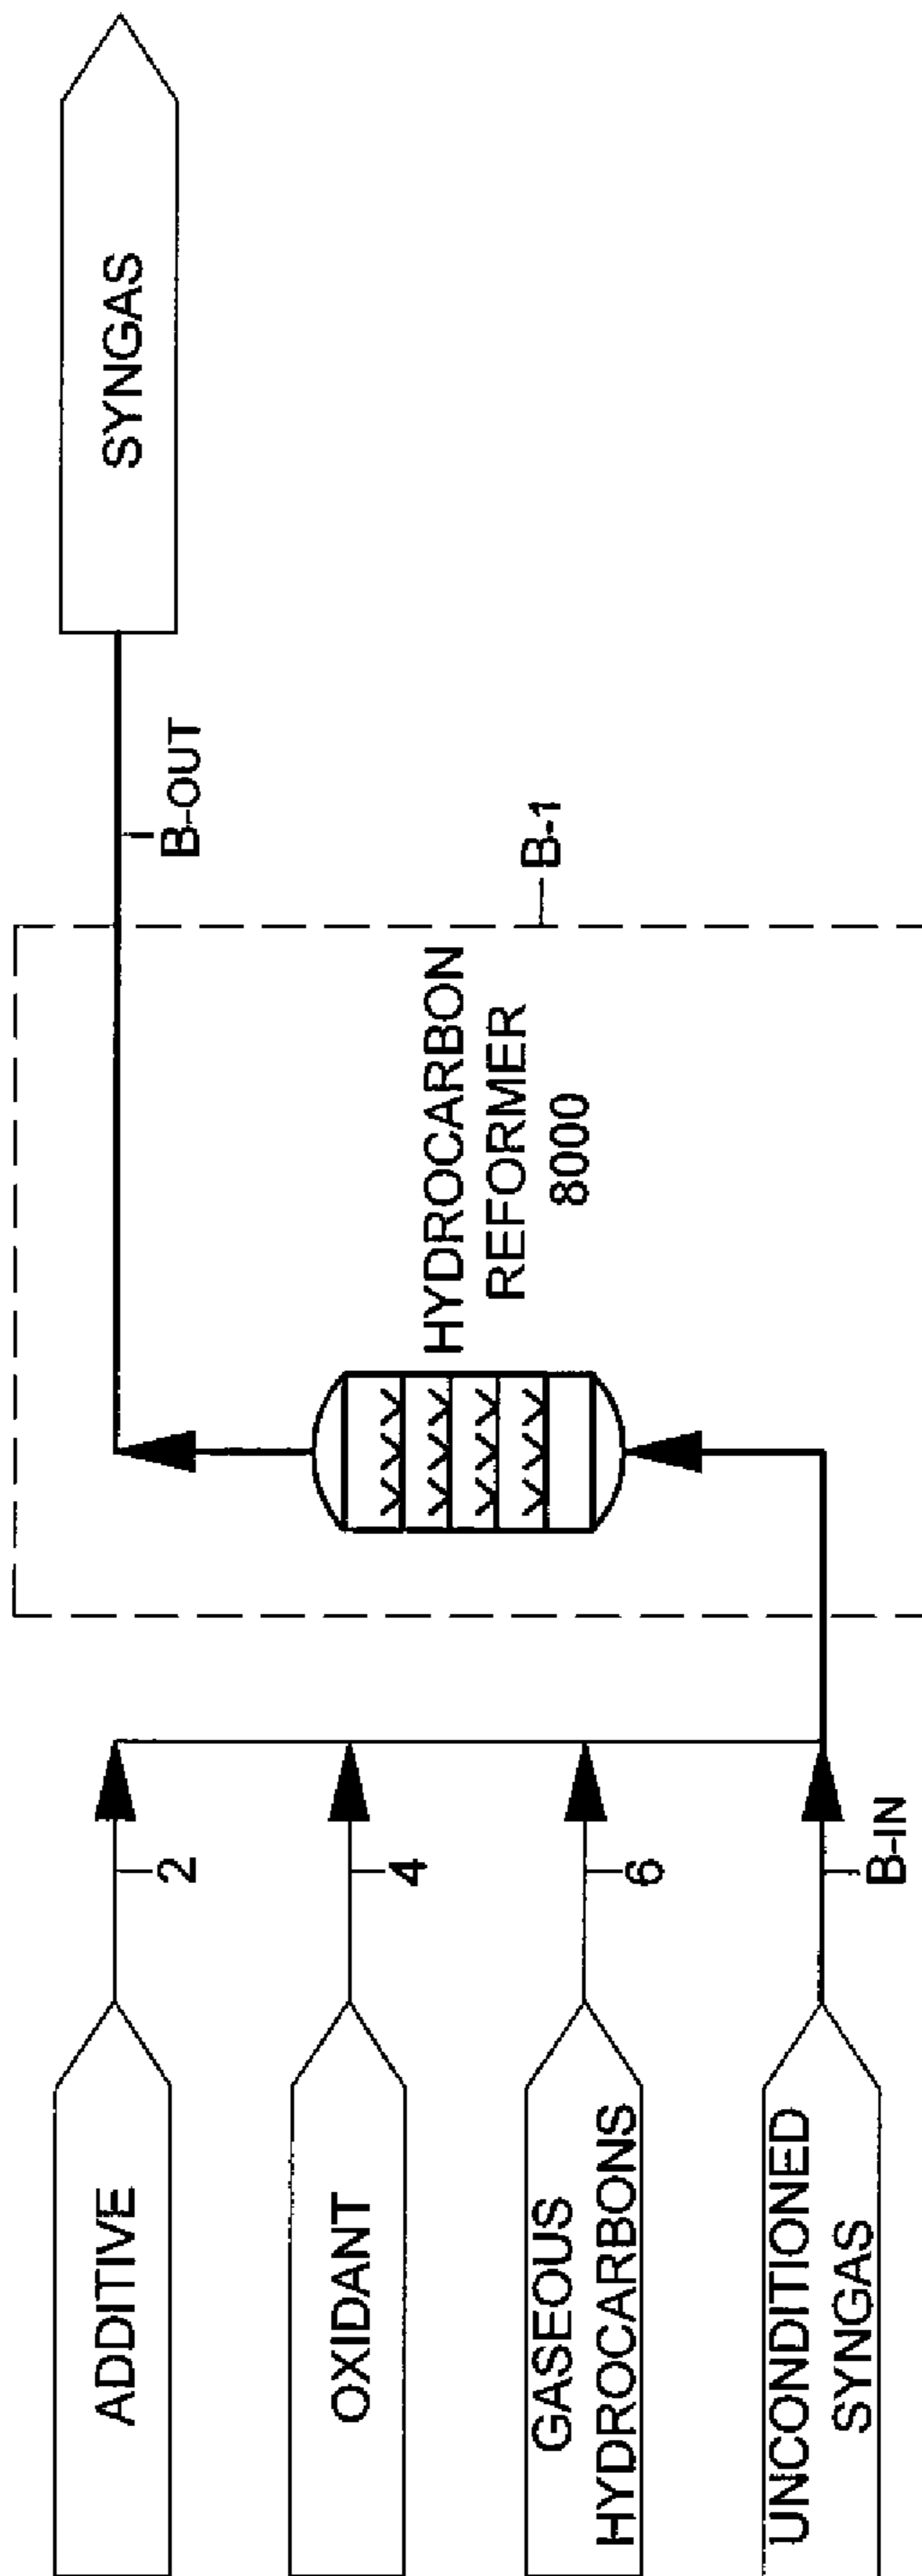 ADDITIVE
2
OXIDANT
4
GASEOUS
HYDROCARBONS
6
UNCONDITIONED
SYNGAS
B-IN
HYDROCARBON
REFORMER
8000
B-1
B-OUT
SYNGAS